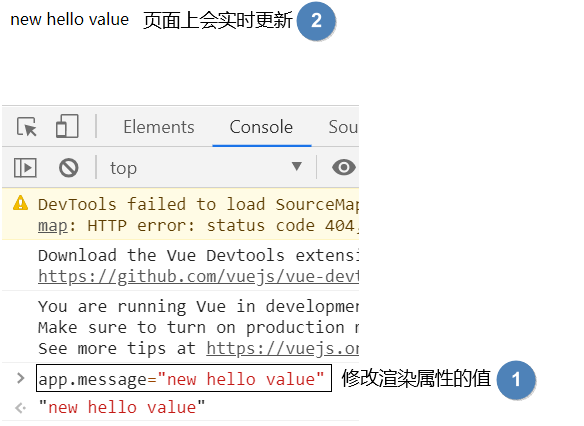 new hello value 页面上会实时更新 2
Elements Console Sou
top
DevTools failed to load SourceMap
map: HTTP error: status code 404,
Download the Vue Devtools extensi
https://github.com/vuejs/vue-devt
You are running Vue in developmen
Make sure to turn on production m
See more tips at https://vuejs.or
> app.message="new hello value" 修改渲染属性的值 1
"new hello value"